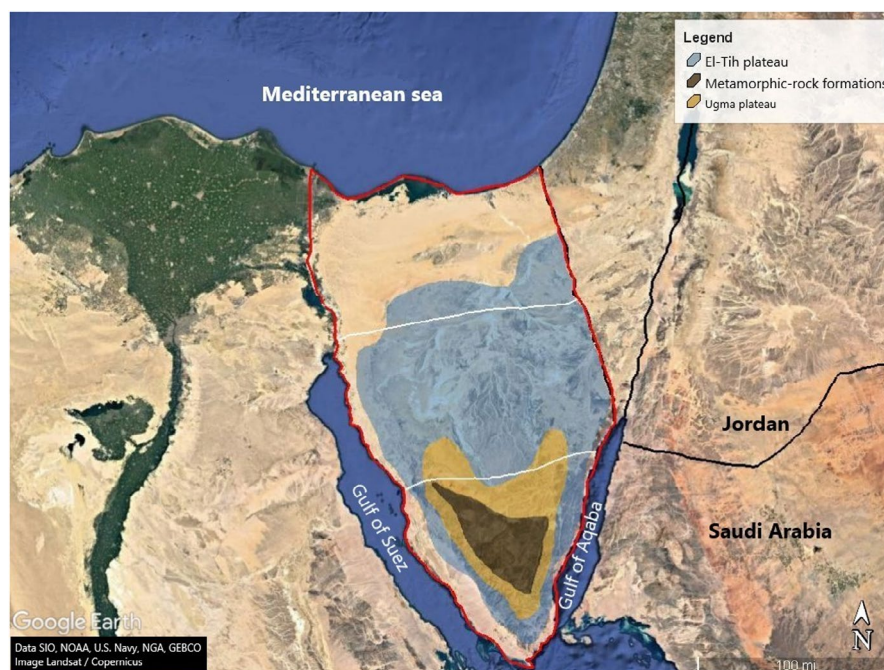 Legend
El-Tih plateau
Metamorphic-rock formations
Ugma plateau
Mediterranean sea
Jordan
Gulf of Suez
Gulf of Aqaba
Saudi Arabia
Google Earth
N
Data SIO, NOAA, U.S. Navy, NGA, GEBCO
Image Landsat / Copernicus
100 mi